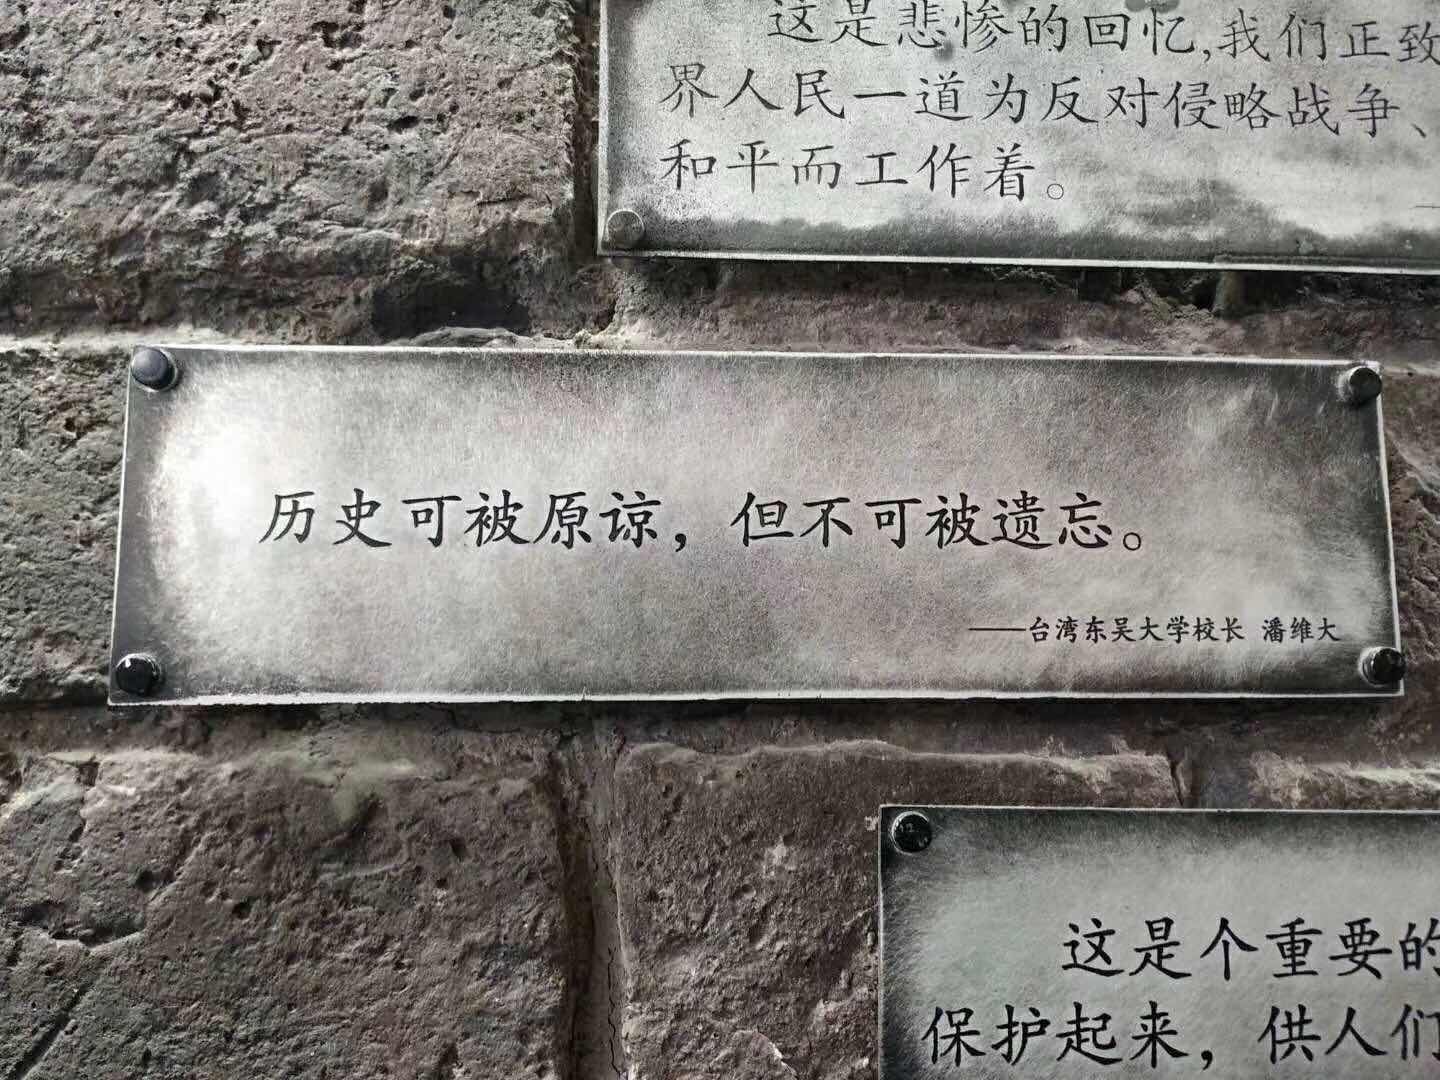 这是悲惨的回忆,我们正致
界人民一道为反对侵略战争、
和平而工作着。
历史可被原谅，但不可被遗忘。
——台湾东吴大学校长 潘维大
这是个重要的
保护起来，供人们